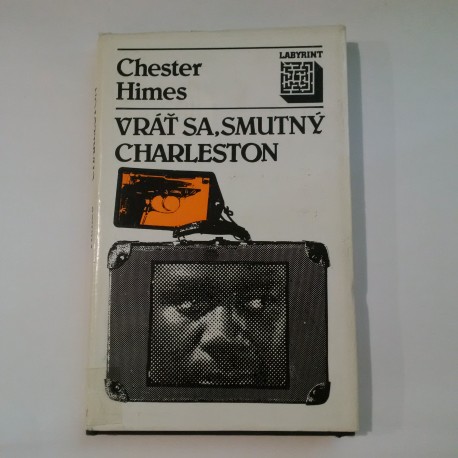 Chester
Himes
LABYRINT
VRÁŤ SA, SMUTNÝ
CHARLESTON